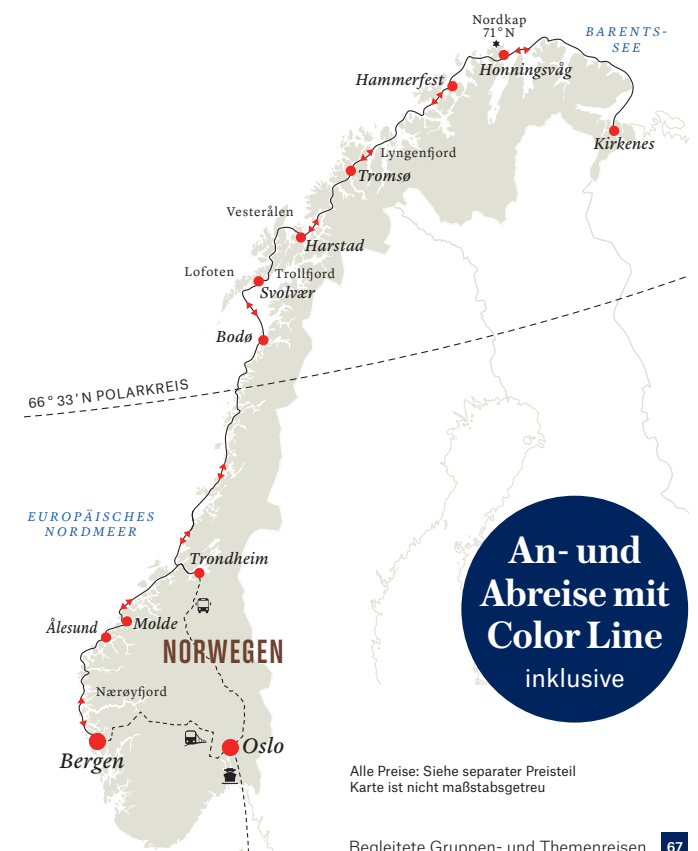 Nordkap
71°N
BARENTS-
SEE
Honningsvåg
Hammerfest
Kirkenes
Lyngenfjord
Tromsø
Vesterålen
Harstad
Lofoten
Trollfjord
Svolvær
Bodø
66° 33’N POLARKREIS
EUROPÄISCHES
NORDMEER
Trondheim
Molde
Ålesund
NORWEGEN
Nærøyfjord
Bergen
Oslo
An- und
Abreise mit
Color Line
inklusive
Alle Preise: Siehe separater Preisteil
Karte ist nicht maßstabsgetreu
Begleitete Gruppen- und Themenreisen 67